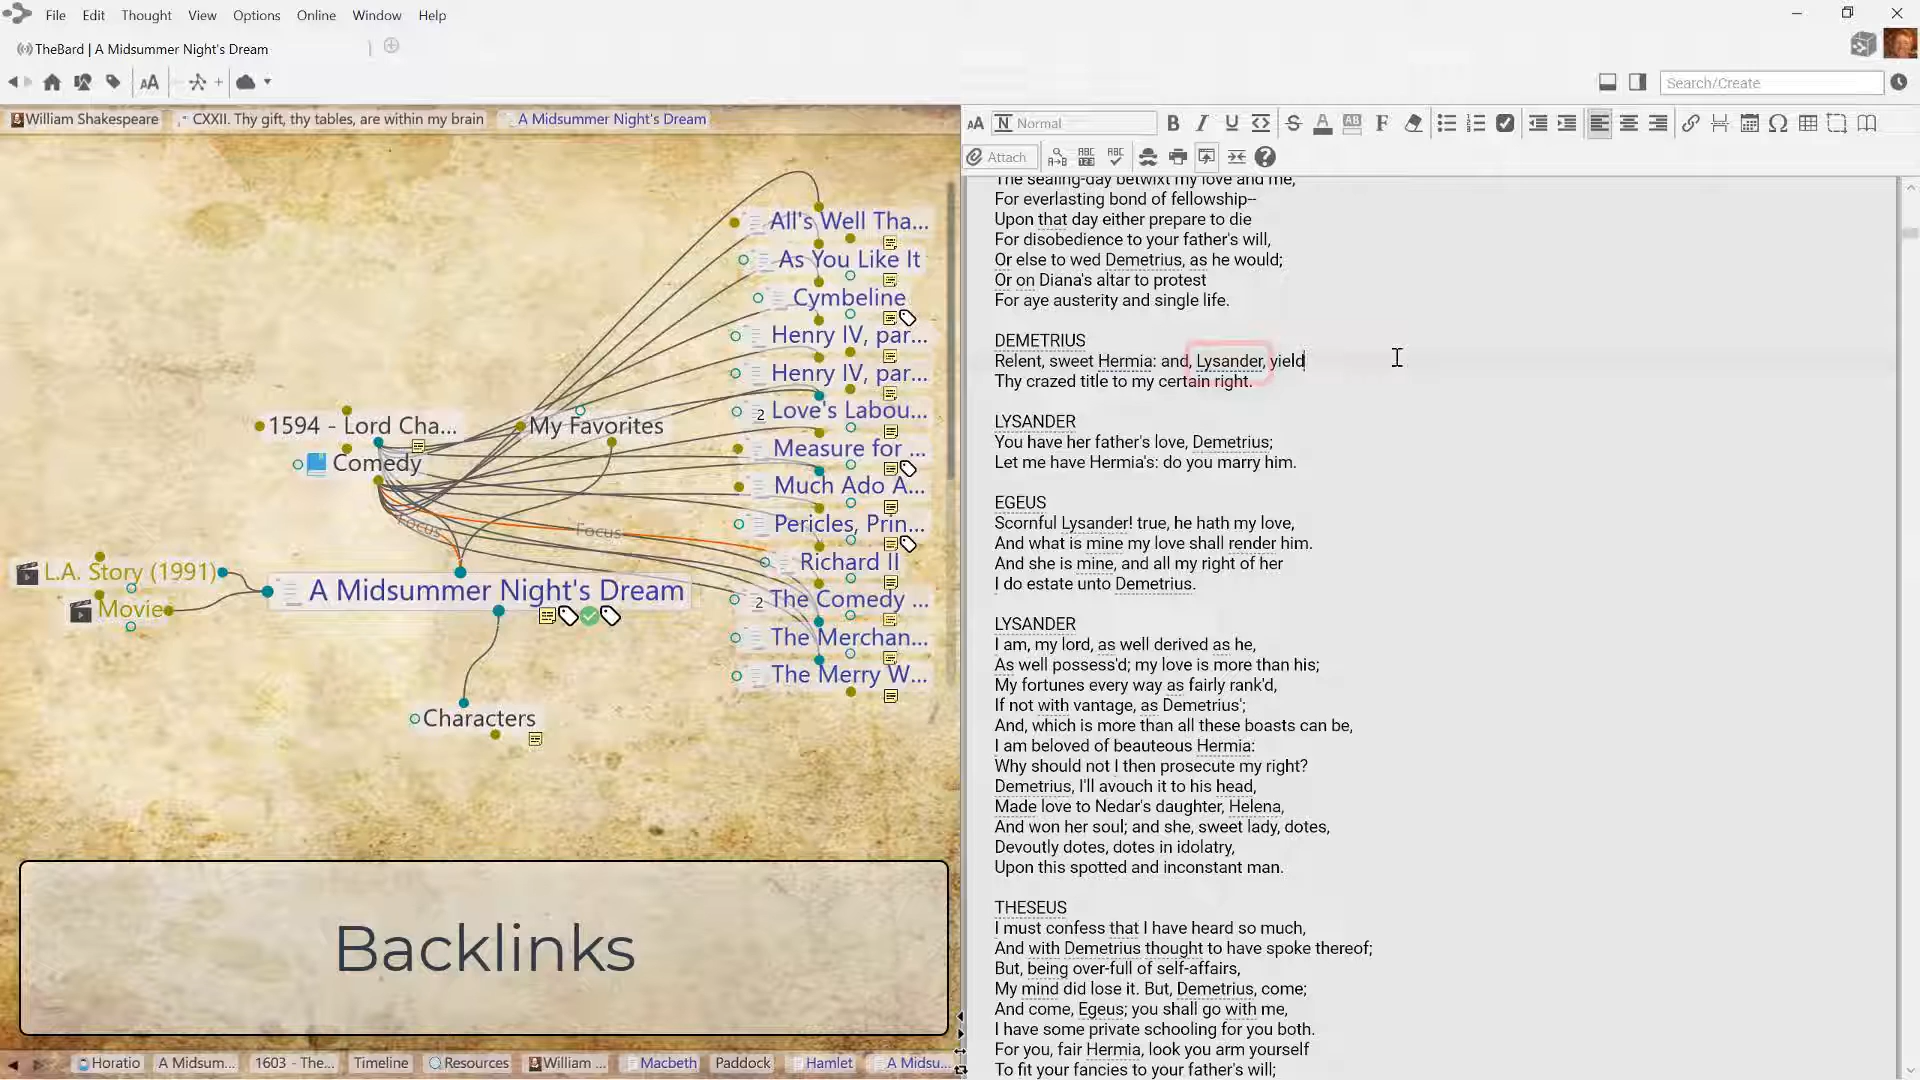 File Edit Thought View Options Online Window Help
TheBard | A Midsummer Night's Dream
Search/Create
William Shakespeare CXXII. Thy gift, thy tables, are within my brain A Midsummer Night's Dream
Normal
Attach
All's Well Tha...
As You Like It
Cymbeline
Henry IV, par...
Henry IV, par...
2 Love's Labou...
Measure for ...
Much Ado A...
Pericles, Prin...
Richard II
2 The Comedy ...
The Merchan...
The Merry W...
1594 - Lord Cha...
My Favorites
Comedy
Focus
Focus
L.A. Story (1991)
Movie
A Midsummer Night's Dream
Characters
Backlinks
Horatio A Midsum... 1603 - The... Timeline Resources William ... Macbeth Paddock Hamlet A Midsu...
The sealing-day betwixt my love and me,
For everlasting bond of fellowship--
Upon that day either prepare to die
For disobedience to your father's will,
Or else to wed Demetrius, as he would;
Or on Diana's altar to protest
For aye austerity and single life.
DEMETRIUS
Relent, sweet Hermia: and, Lysander, yield
Thy crazed title to my certain right.
LYSANDER
You have her father's love, Demetrius;
Let me have Hermia's: do you marry him.
EGEUS
Scornful Lysander! true, he hath my love,
And what is mine my love shall render him.
And she is mine, and all my right of her
I do estate unto Demetrius.
LYSANDER
I am, my lord, as well derived as he,
As well possess'd; my love is more than his;
My fortunes every way as fairly rank'd,
If not with vantage, as Demetrius';
And, which is more than all these boasts can be,
I am beloved of beauteous Hermia:
Why should not I then prosecute my right?
Demetrius, I'll avouch it to his head,
Made love to Nedar's daughter, Helena,
And won her soul; and she, sweet lady, dotes,
Devoutly dotes, dotes in idolatry,
Upon this spotted and inconstant man.
THESEUS
I must confess that I have heard so much,
And with Demetrius thought to have spoke thereof;
But, being over-full of self-affairs,
My mind did lose it. But, Demetrius, come;
And come, Egeus; you shall go with me,
I have some private schooling for you both.
For you, fair Hermia, look you arm yourself
To fit your fancies to your father's will;